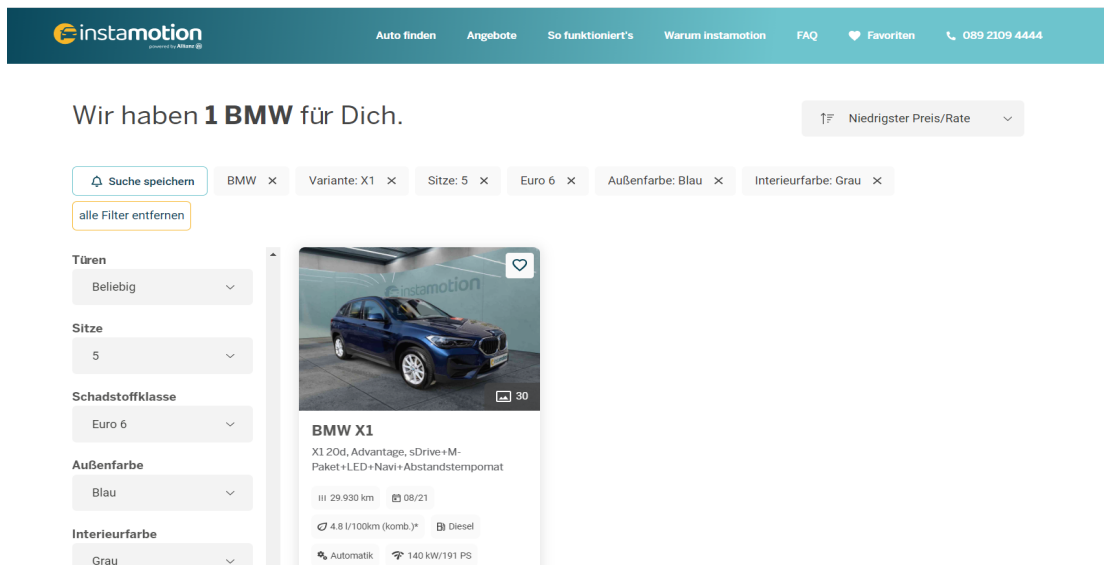 instamotion
powered by Allianz
Auto finden Angebote So funktioniert's Warum instamotion FAQ Favoriten 089 2109 4444
Wir haben 1 BMW für Dich.
Niedrigster Preis/Rate
Suche speichern BMW Variante: X1 Sitze: 5 Euro 6 Außenfarbe: Blau Interieurfarbe: Grau
alle Filter entfernen
Türen
Beliebig
Sitze
5
Schadstoffklasse
Euro 6
Außenfarbe
Blau
Interieurfarbe
Grau
instamotion
30
BMW X1
X1 20d, Advantage, sDrive+M-
Paket+LED+Navi+Abstandstempomat
29.930 km 08/21
4.8 l/100km (komb.)* Diesel
Automatik 140 kW/191 PS